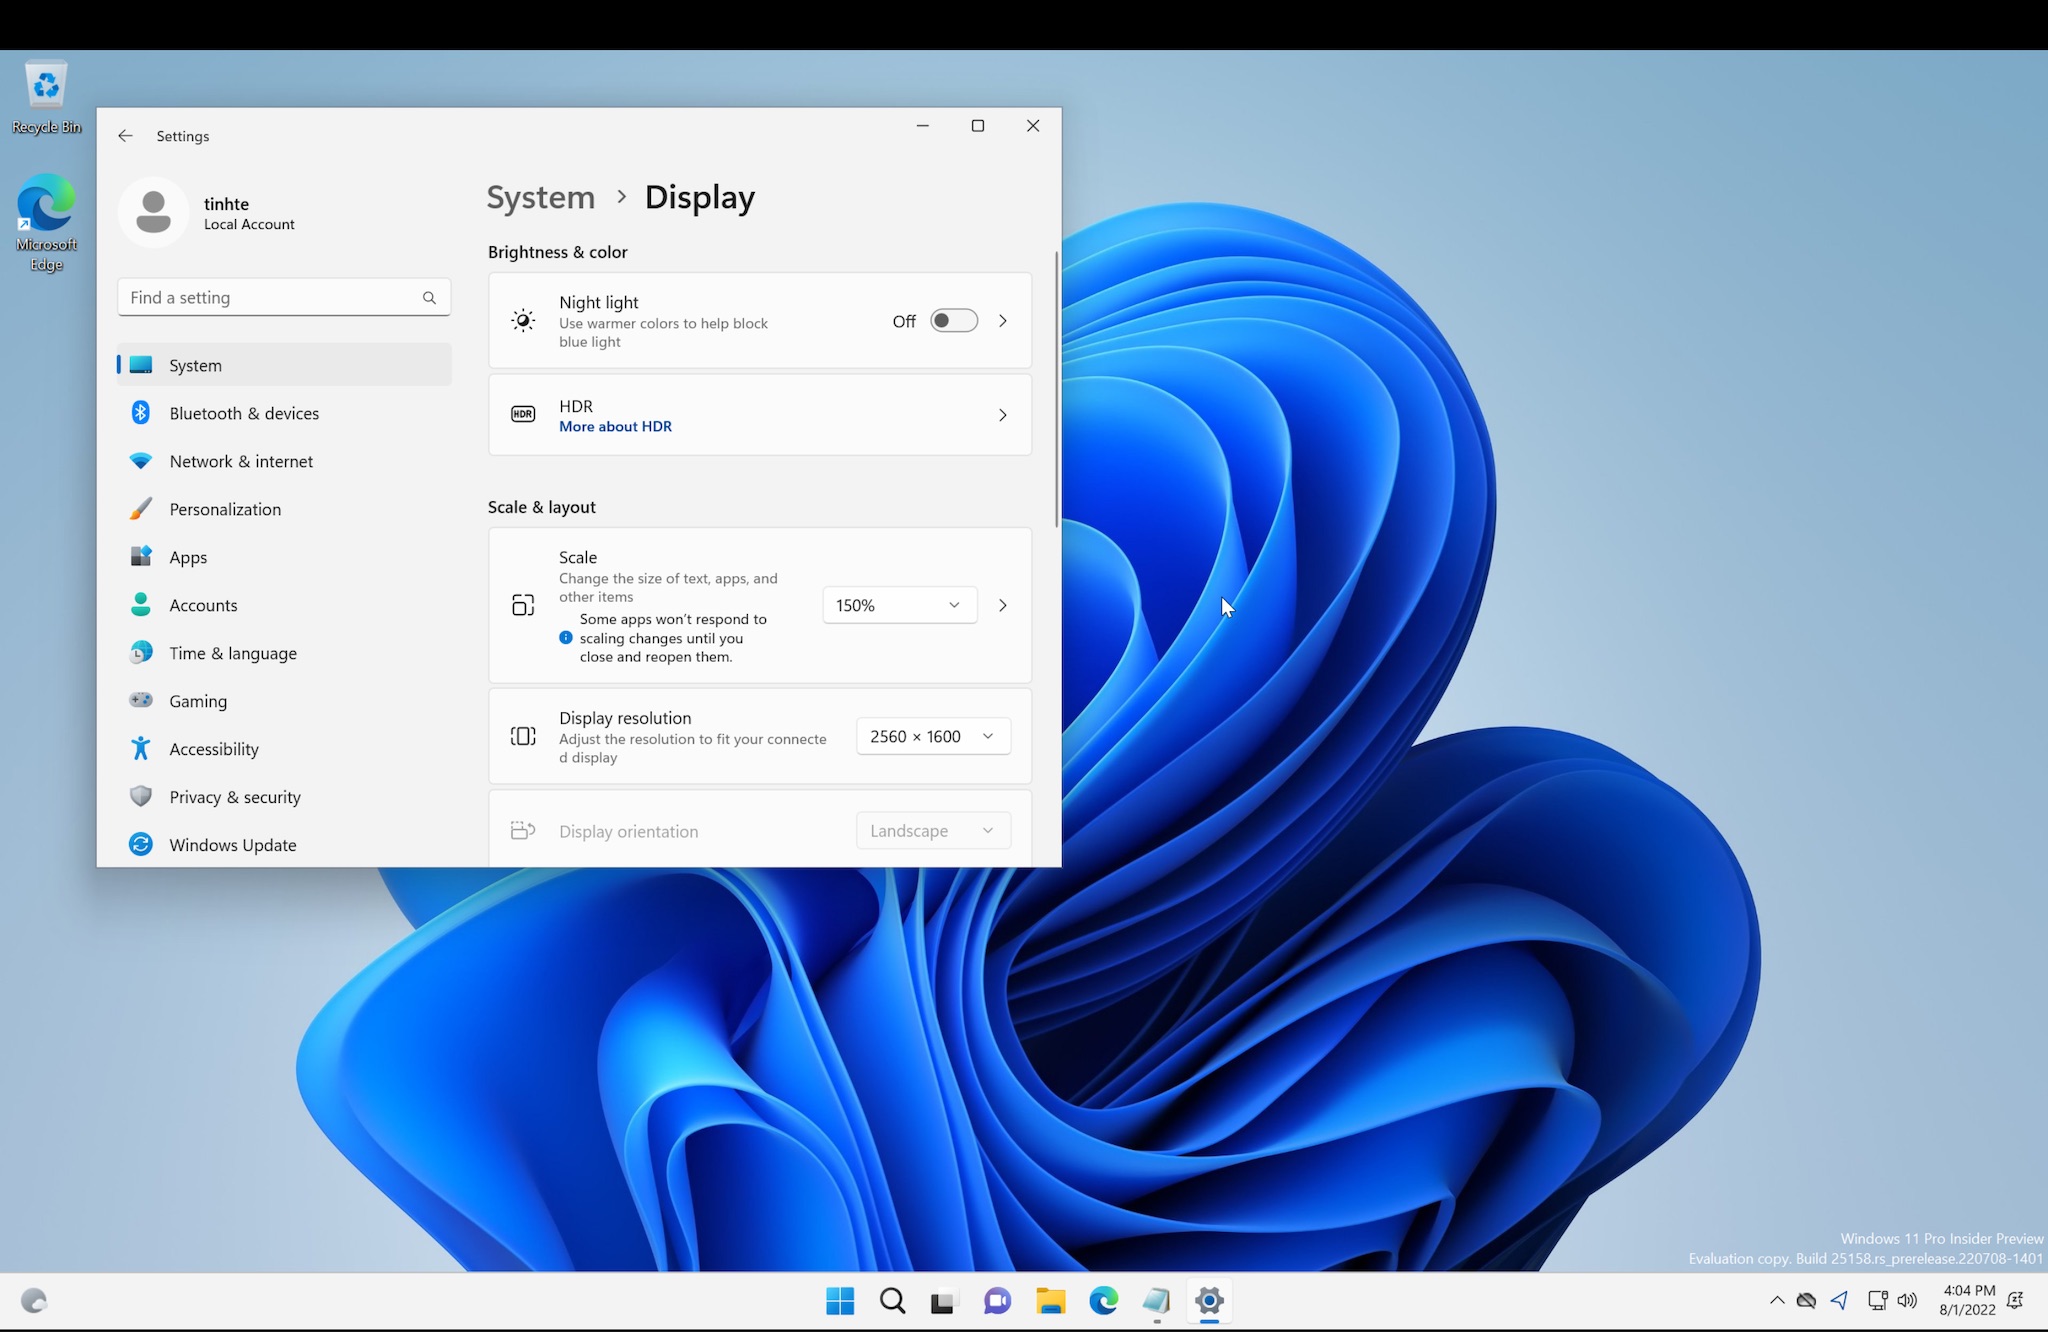 Recycle Bin
Microsoft
Edge
Settings
tinhte
Local Account
Find a setting
System
Bluetooth & devices
Network & internet
Personalization
Apps
Accounts
Time & language
Gaming
Accessibility
Privacy & security
Windows Update
System › Display
Brightness & color
Night light
Use warmer colors to help block
blue light
Off
HDR
HDR
More about HDR
Scale & layout
Scale
Change the size of text, apps, and
other items
Some apps won't respond to
scaling changes until you
close and reopen them.
150%
Display resolution
Adjust the resolution to fit your connecte
d display
2560 × 1600
Display orientation
Landscape
Windows 11 Pro Insider Preview
Evaluation copy. Build 25158.rs_prerelease.220708-1401
4:04 PM
8/1/2022